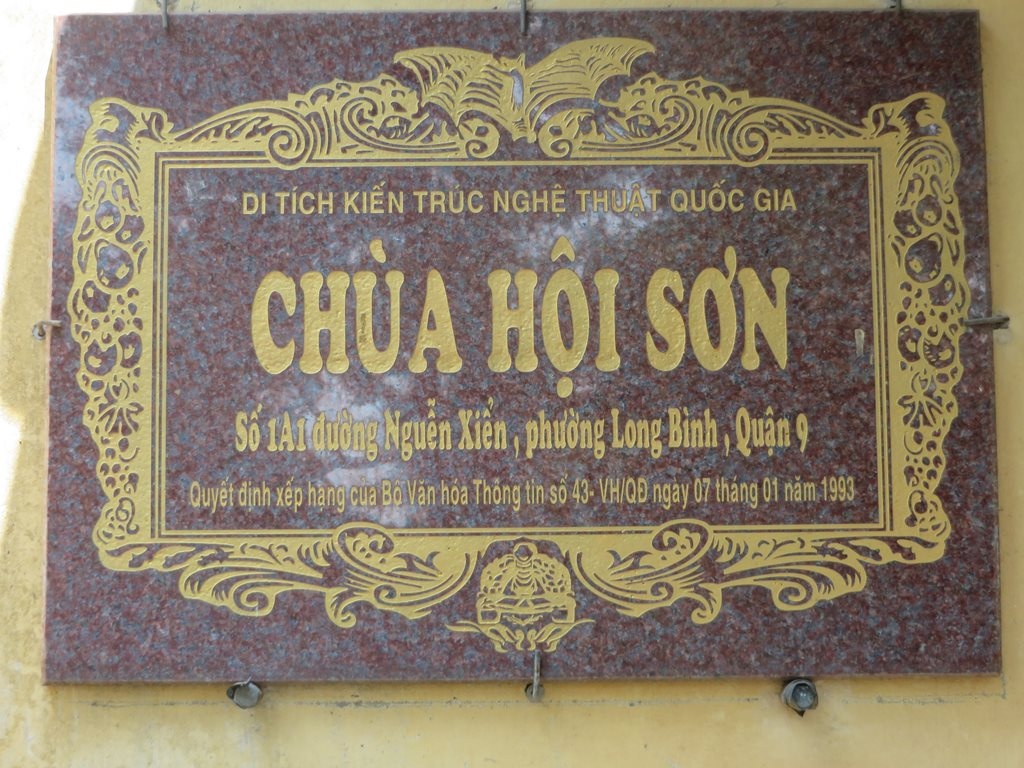 DI TÍCH KIẾN TRÚC NGHỆ THUẬT QUỐC GIA
CHÙA HỘI SƠN
Số 1A1 đường Nguễn Xiển , phường Long Bình , Quận 9
Quyết định xếp hạng của Bộ Văn hóa Thông tin số 43- VH/QĐ ngày 07 tháng 01 năm 1993